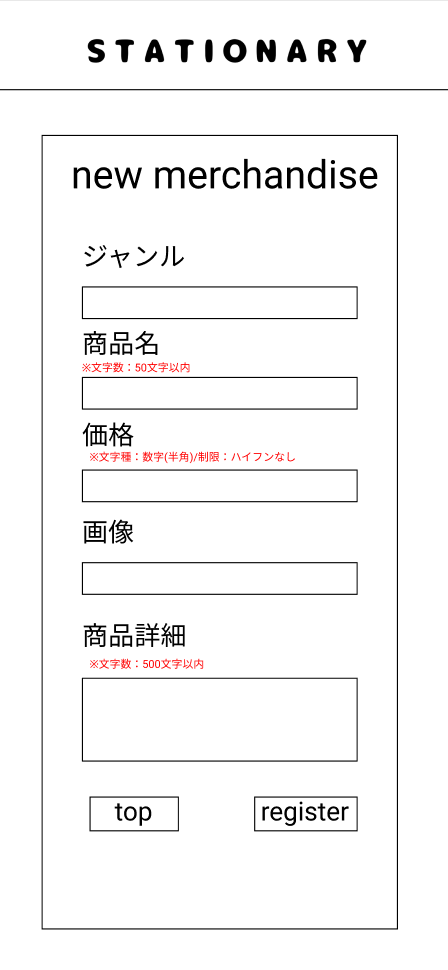 STATIONARY
new merchandise
ジャンル
商品名
※文字数：50文字以内
価格
※文字種：数字(半角)/制限：ハイフンなし
画像
商品詳細
※文字数：500文字以内
top
register